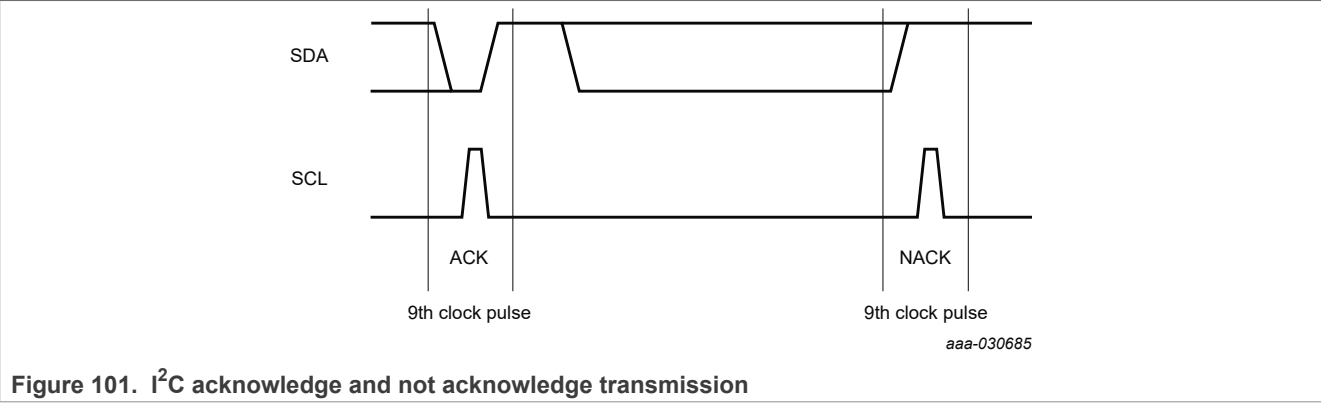 SDA
SCL
ACK
NACK
9th clock pulse
9th clock pulse
aaa-030685
Figure 101. I²C acknowledge and not acknowledge transmission